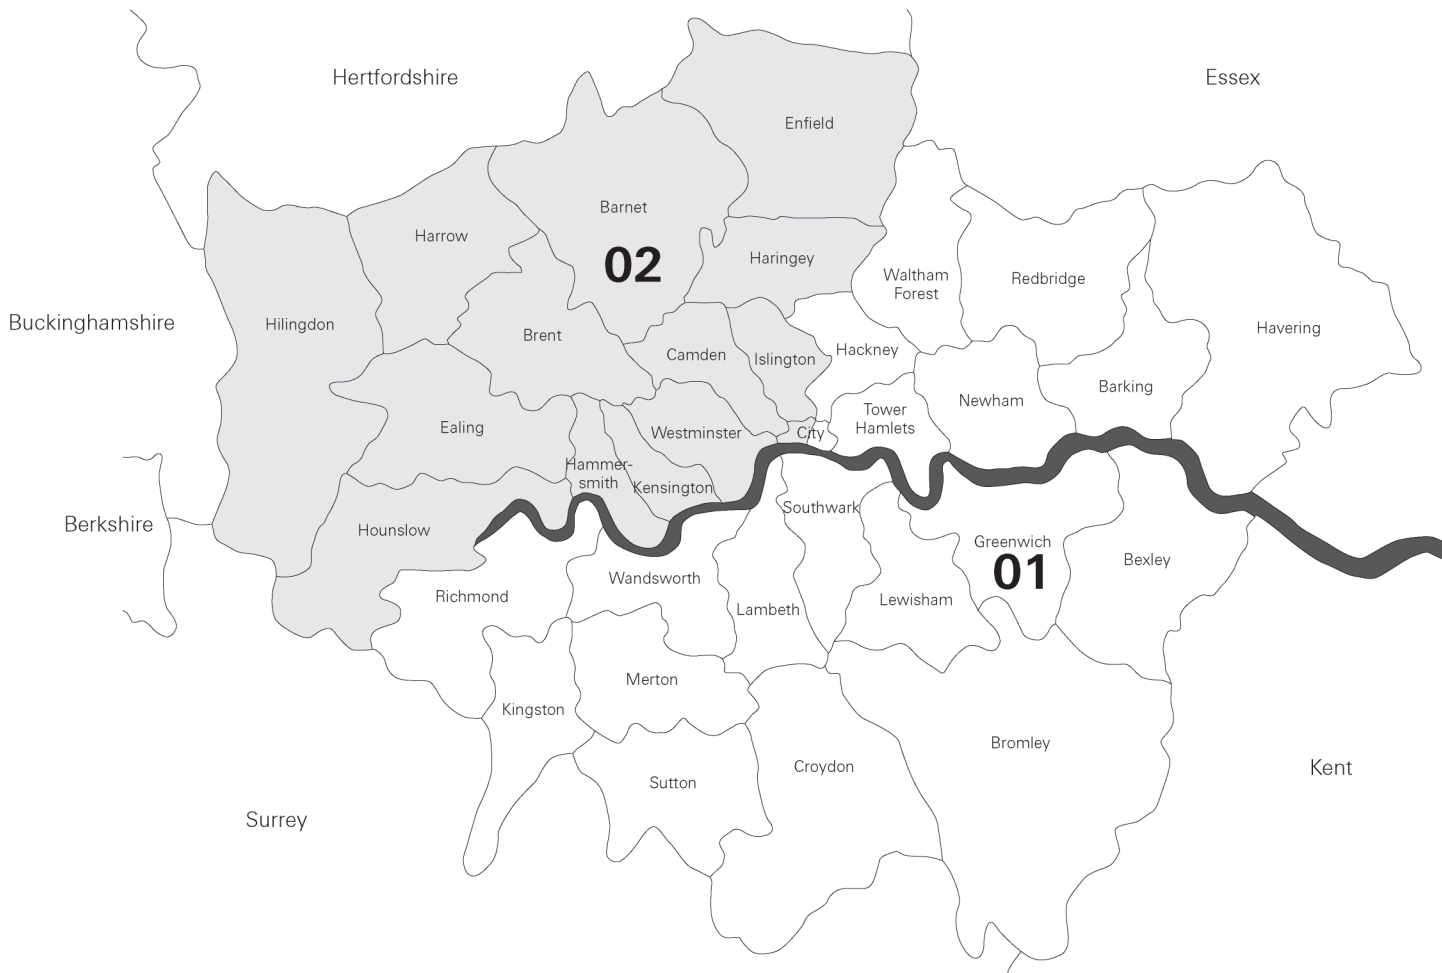 Hertfordshire
Essex
Enfield
Barnet
02
Harrow
Haringey
Waltham
Forest
Redbridge
Buckinghamshire
Hilingdon
Brent
Camden
Islington
Hackney
Havering
Barking
Newham
Tower
Hamlets
Ealing
Westminster
City
Hammer-
smith
Kensington
Berkshire
Hounslow
Southwark
Greenwich
01
Bexley
Richmond
Wandsworth
Lambeth
Lewisham
Merton
Kingston
Bromley
Sutton
Croydon
Kent
Surrey